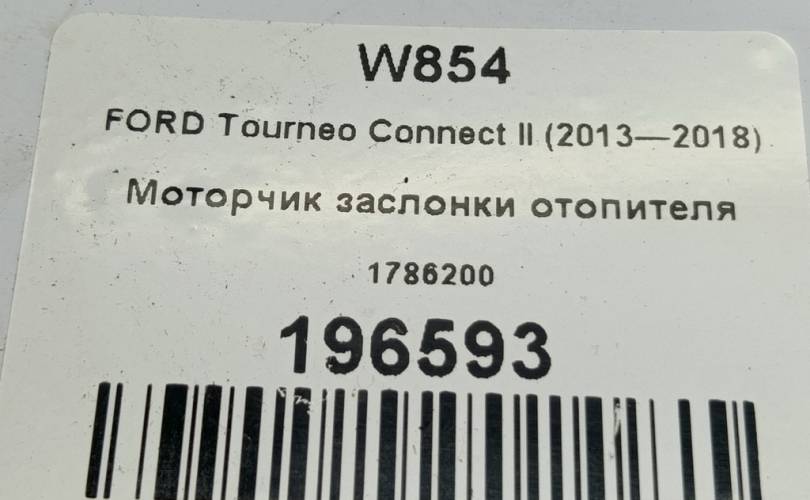 W854
FORD Tourneo Connect II (2013—2018)
Моторчик заслонки отопителя
1786200
196593